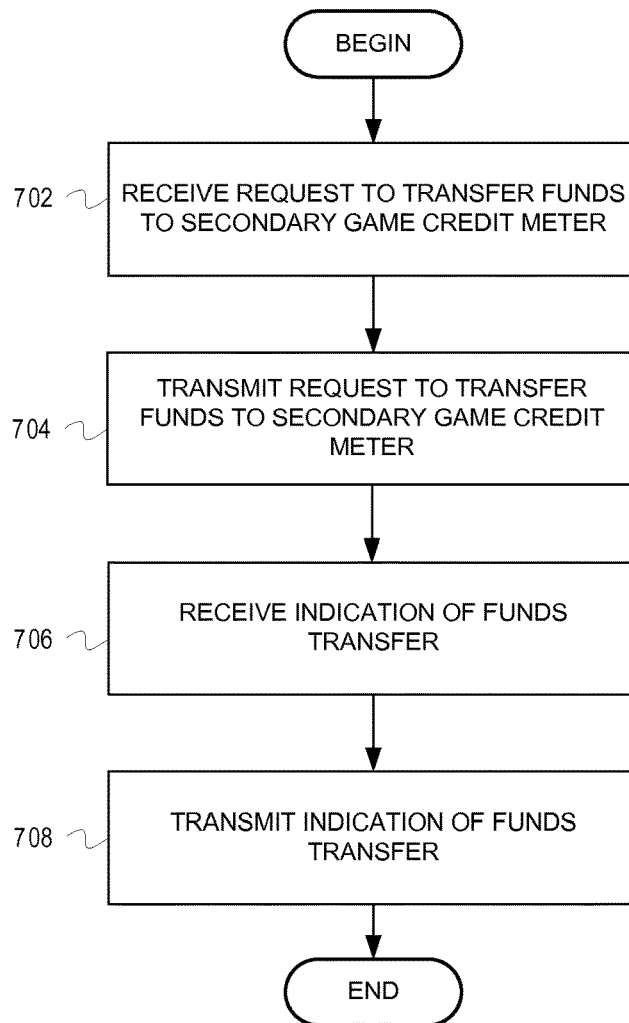 BEGIN
702
RECEIVE REQUEST TO TRANSFER FUNDS
TO SECONDARY GAME CREDIT METER
704
TRANSMIT REQUEST TO TRANSFER
FUNDS TO SECONDARY GAME CREDIT
METER
706
RECEIVE INDICATION OF FUNDS
TRANSFER
708
TRANSMIT INDICATION OF FUNDS
TRANSFER
END